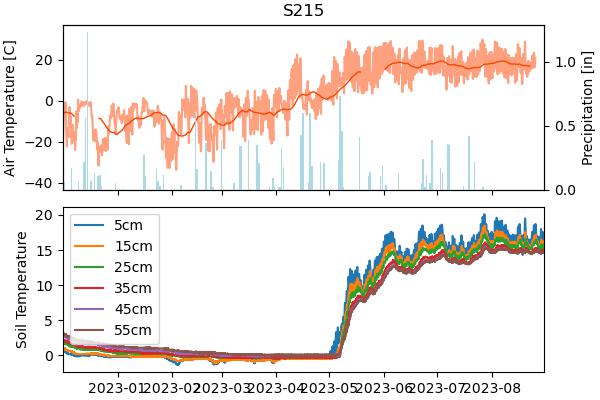 S215
Air Temperature [C]
20
0
−20
−40
Precipitation [in]
1.0
0.5
0.0
Soil Temperature
20
15
10
5
0
5cm
15cm
25cm
35cm
45cm
55cm
2023-01 2023-02 2023-03 2023-04 2023-05 2023-06 2023-07 2023-08